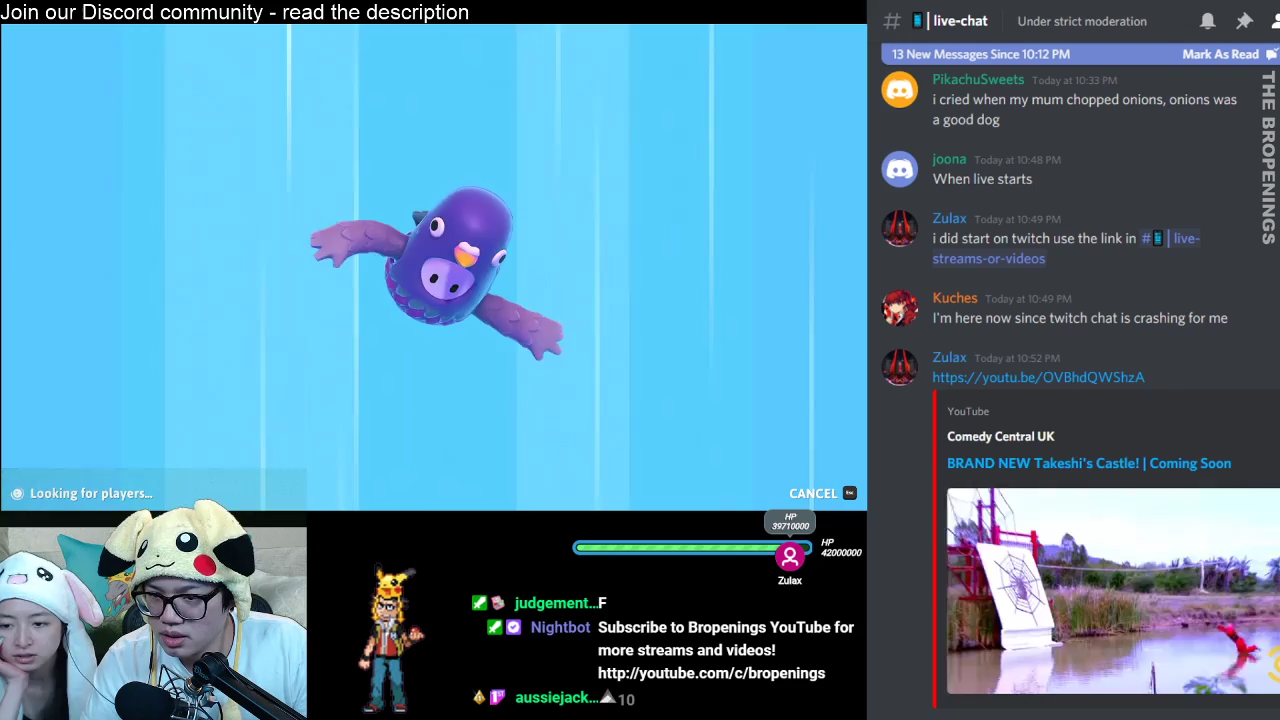 Join our Discord community - read the description
# | live-chat
Under strict moderation
13 New Messages Since 10:12 PM
Mark As Read
PikachuSweets Today at 10:33 PM
i cried when my mum chopped onions, onions was
a good dog
joona Today at 10:48 PM
When live starts
Zulax Today at 10:49 PM
i did start on twitch use the link in # | live-
streams-or-videos
Kuches Today at 10:49 PM
I'm here now since twitch chat is crashing for me
Zulax Today at 10:52 PM
https://youtu.be/OVBhdQWShzA
YouTube
Comedy Central UK
BRAND NEW Takeshi's Castle! | Coming Soon
THE BROPENINGS
Looking for players...
CANCEL Esc
HP
39710000
HP
42000000
Zulax
judgement... F
Nightbot Subscribe to Bropenings YouTube for
more streams and videos!
http://youtube.com/c/bropenings
aussiejack... 10